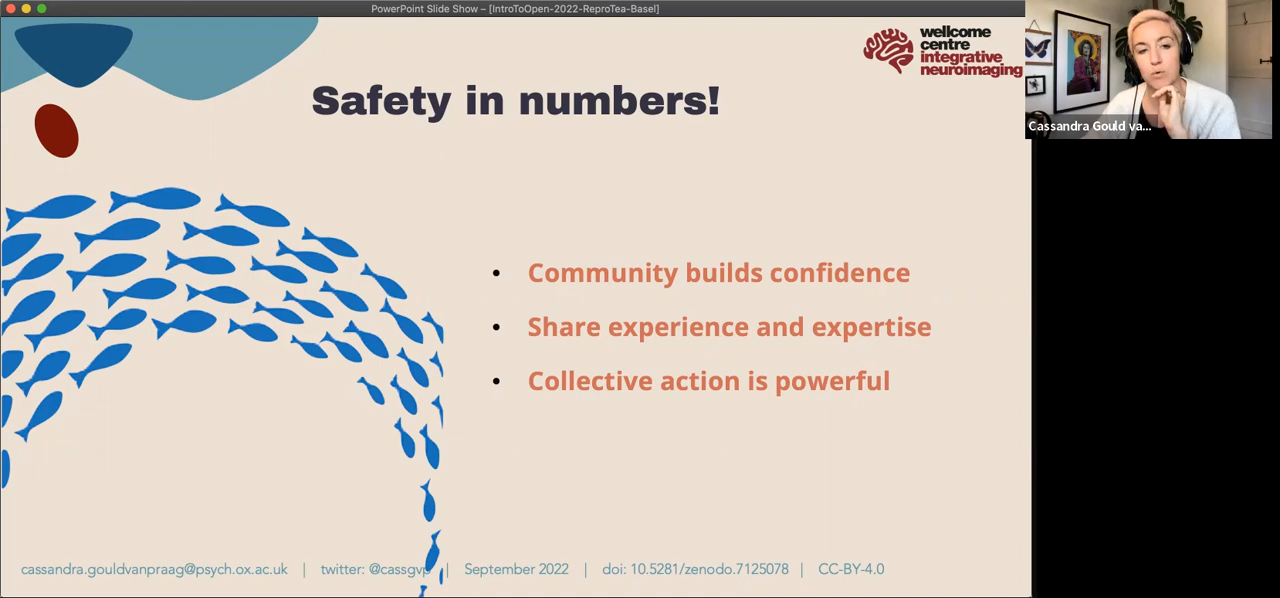 PowerPoint Slide Show – [IntroToOpen-2022-ReproTea-Basel]
wellcome
centre
integrative
neuroimaging
Safety in numbers!
Cassandra Gould va...
• Community builds confidence
• Share experience and expertise
• Collective action is powerful
cassandra.gouldvanpraag@psych.ox.ac.uk | twitter: @cassgvp | September 2022 | doi: 10.5281/zenodo.7125078 | CC-BY-4.0